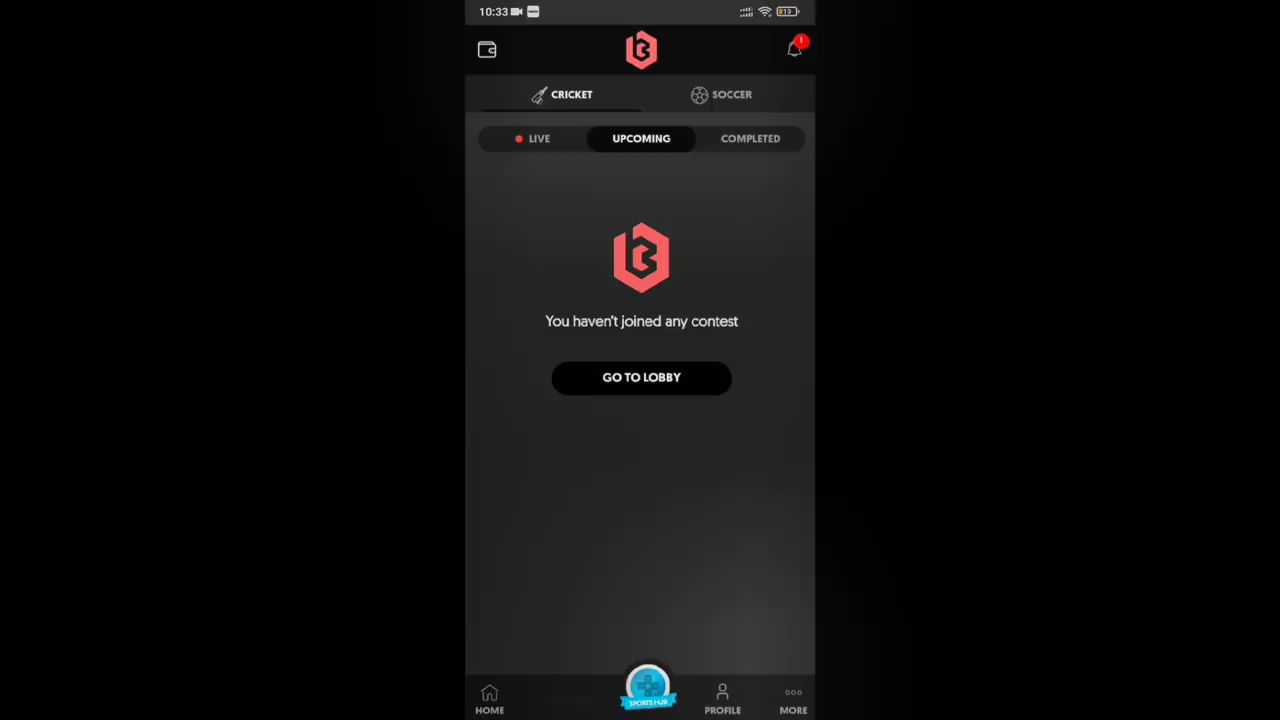 10:33
!
CRICKET
SOCCER
LIVE
UPCOMING
COMPLETED
You haven't joined any contest
GO TO LOBBY
HOME
SPORTS HUB
PROFILE
MORE